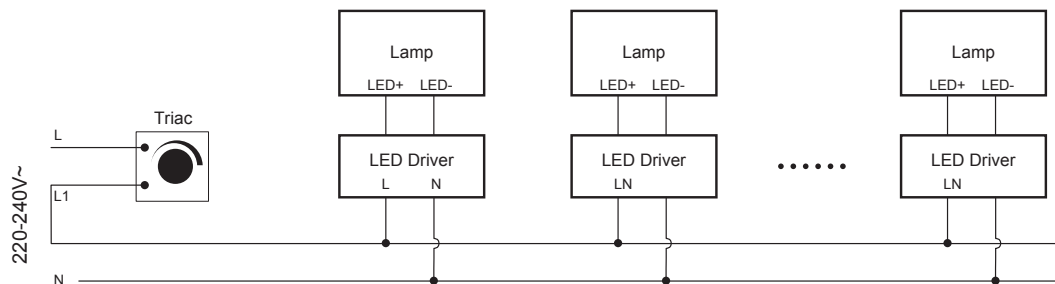 Lamp
LED+ LED-
Lamp
LED+ LED-
Lamp
LED+ LED-
Triac
L
L1
220-240V~
N
LED Driver
L N
LED Driver
LN
LED Driver
LN